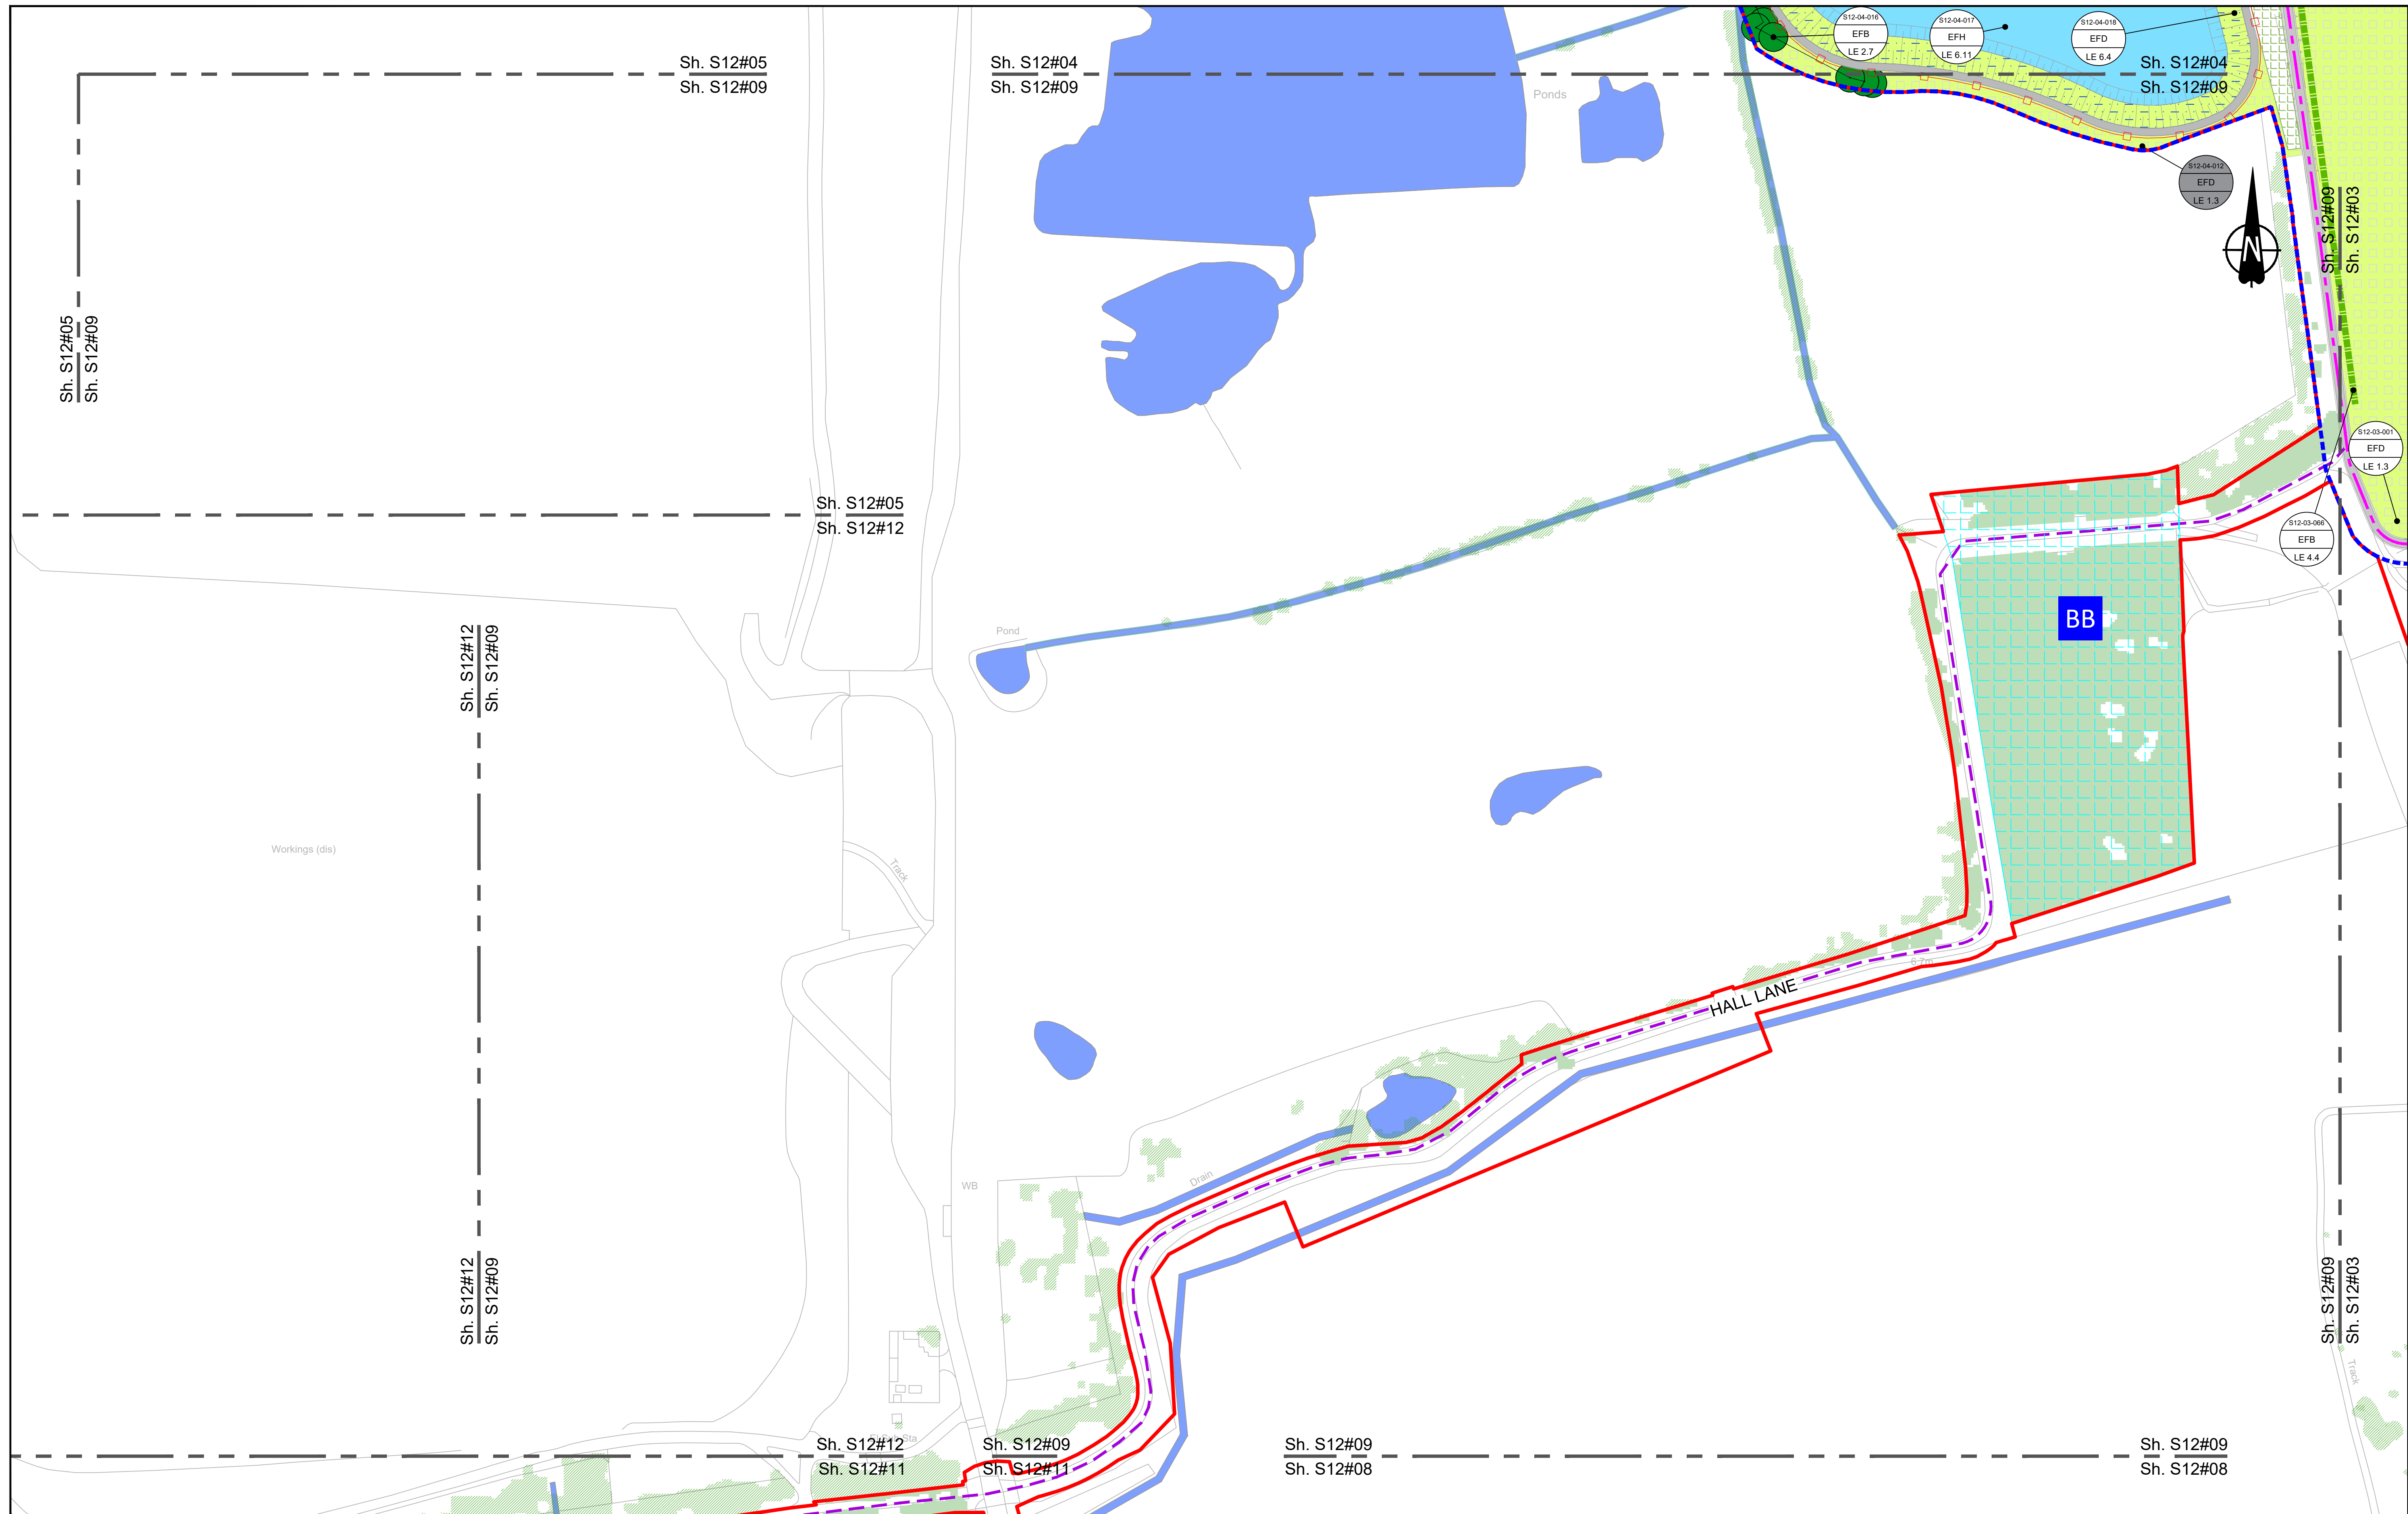 S12-04-016
EFB
LE 2.7
S12-04-017
EFH
LE 6.11
S12-04-018
EFD
LE 6.4
Sh. S12#05
Sh. S12#09
Sh. S12#04
Sh. S12#09
Sh. S12#04
Sh. S12#09
Ponds
S12-04-012
EFD
LE 1.3
N
Sh. S12#09
Sh. S12#03
Sh. S12#05
Sh. S12#09
S12-03-001
EFD
LE 1.3
Sh. S12#05
Sh. S12#12
S12-03-066
EFB
LE 4.4
BB
Pond
Sh. S12#12
Sh. S12#09
Workings (dis)
Track
6.7m
HALL LANE
Drain
WB
Sh. S12#12
Sh. S12#09
Sh. S12#09
Sh. S12#03
Track
Sta
Sh. S12#12
Sh. S12#11
Sh. S12#09
Sh. S12#11
Sh. S12#09
Sh. S12#08
Sh. S12#09
Sh. S12#08